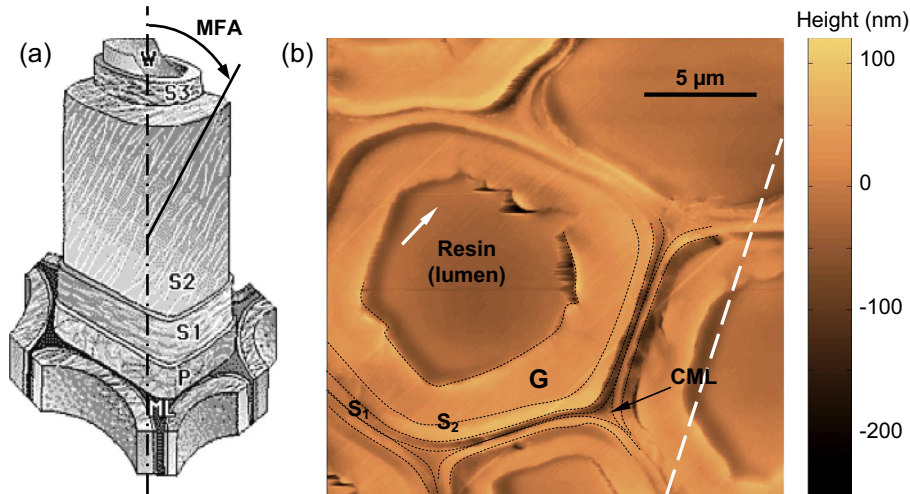 (a)
MFA
W
S3
S2
S1
P
ML
(b)
5 µm
Resin
(lumen)
G
CML
S1
S2
Height (nm)
100
0
-100
-200